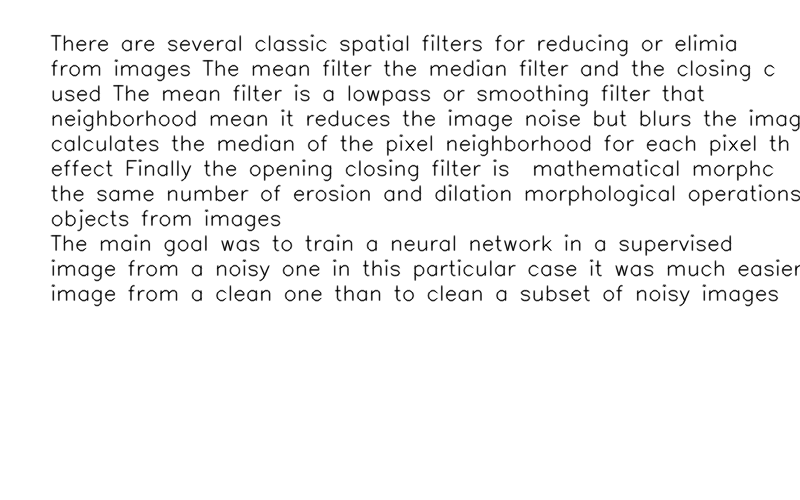 There are several classic spatial filters for reducing or elimia
from images The mean filter the median filter and the closing c
used The mean filter is a lowpass or smoothing filter that
neighborhood mean it reduces the image noise but blurs the imag
calculates the median of the pixel neighborhood for each pixel th
effect Finally the opening closing filter is mathematical morphc
the same number of erosion and dilation morphological operations
objects from images
The main goal was to train a neural network in a supervised
image from a noisy one in this particular case it was much easier
image from a clean one than to clean a subset of noisy images